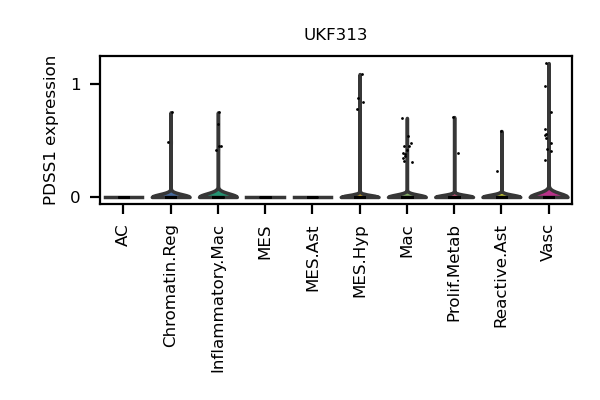 UKF313
PDSS1 expression
1
0
AC
Chromatin.Reg
Inflammatory.Mac
MES
MES.Ast
MES.Hyp
Mac
Prolif.Metab
Reactive.Ast
Vasc